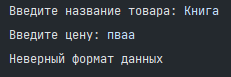 Введите название товара: Книга
Введите цену: пваа
Неверный формат данных